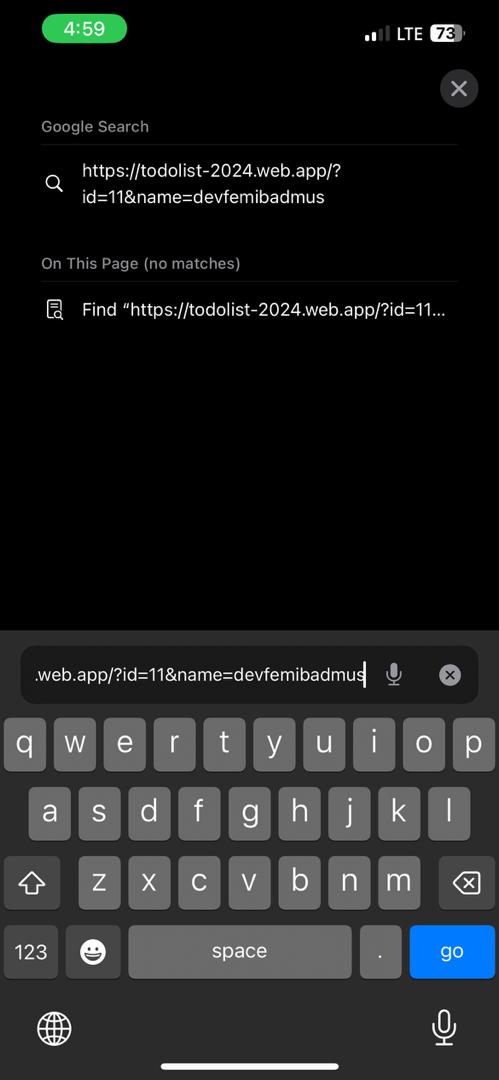 4:59
LTE 73
Google Search
https://todolist-2024.web.app/?
id=11&name=devfemibadmus
On This Page (no matches)
Find “https://todolist-2024.web.app/?id=11...
.web.app/?id=11&name=devfemibadmus
q w e r t y u i o p
a s d f g h j k l
z x c v b n m
123 space . go